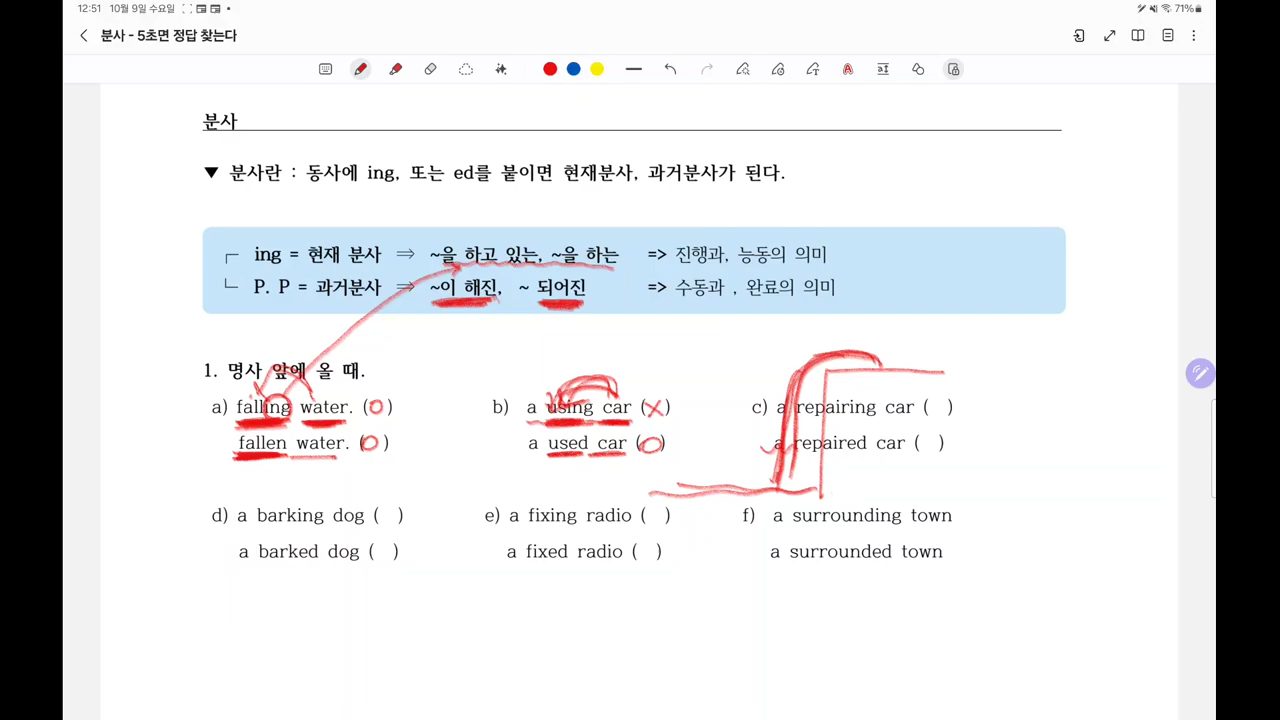 12:51 10월 9일 수요일 71%
분사 - 5초면 정답 찾는다
분사
▼ 분사란 : 동사에 ing, 또는 ed를 붙이면 현재분사, 과거분사가 된다.
ing = 현재 분사 ⇒ ~을 하고 있는, ~을 하는 => 진행과, 능동의 의미
P. P = 과거분사 ⇒ ~이 해진, ~ 되어진 => 수동과 , 완료의 의미
1. 명사 앞에 올 때.
a) falling water. (O) b) a using car (X) c) a repairing car ( )
fallen water. (O) a used car (O) a repaired car ( )
d) a barking dog ( ) e) a fixing radio ( ) f) a surrounding town
a barked dog ( ) a fixed radio ( ) a surrounded town